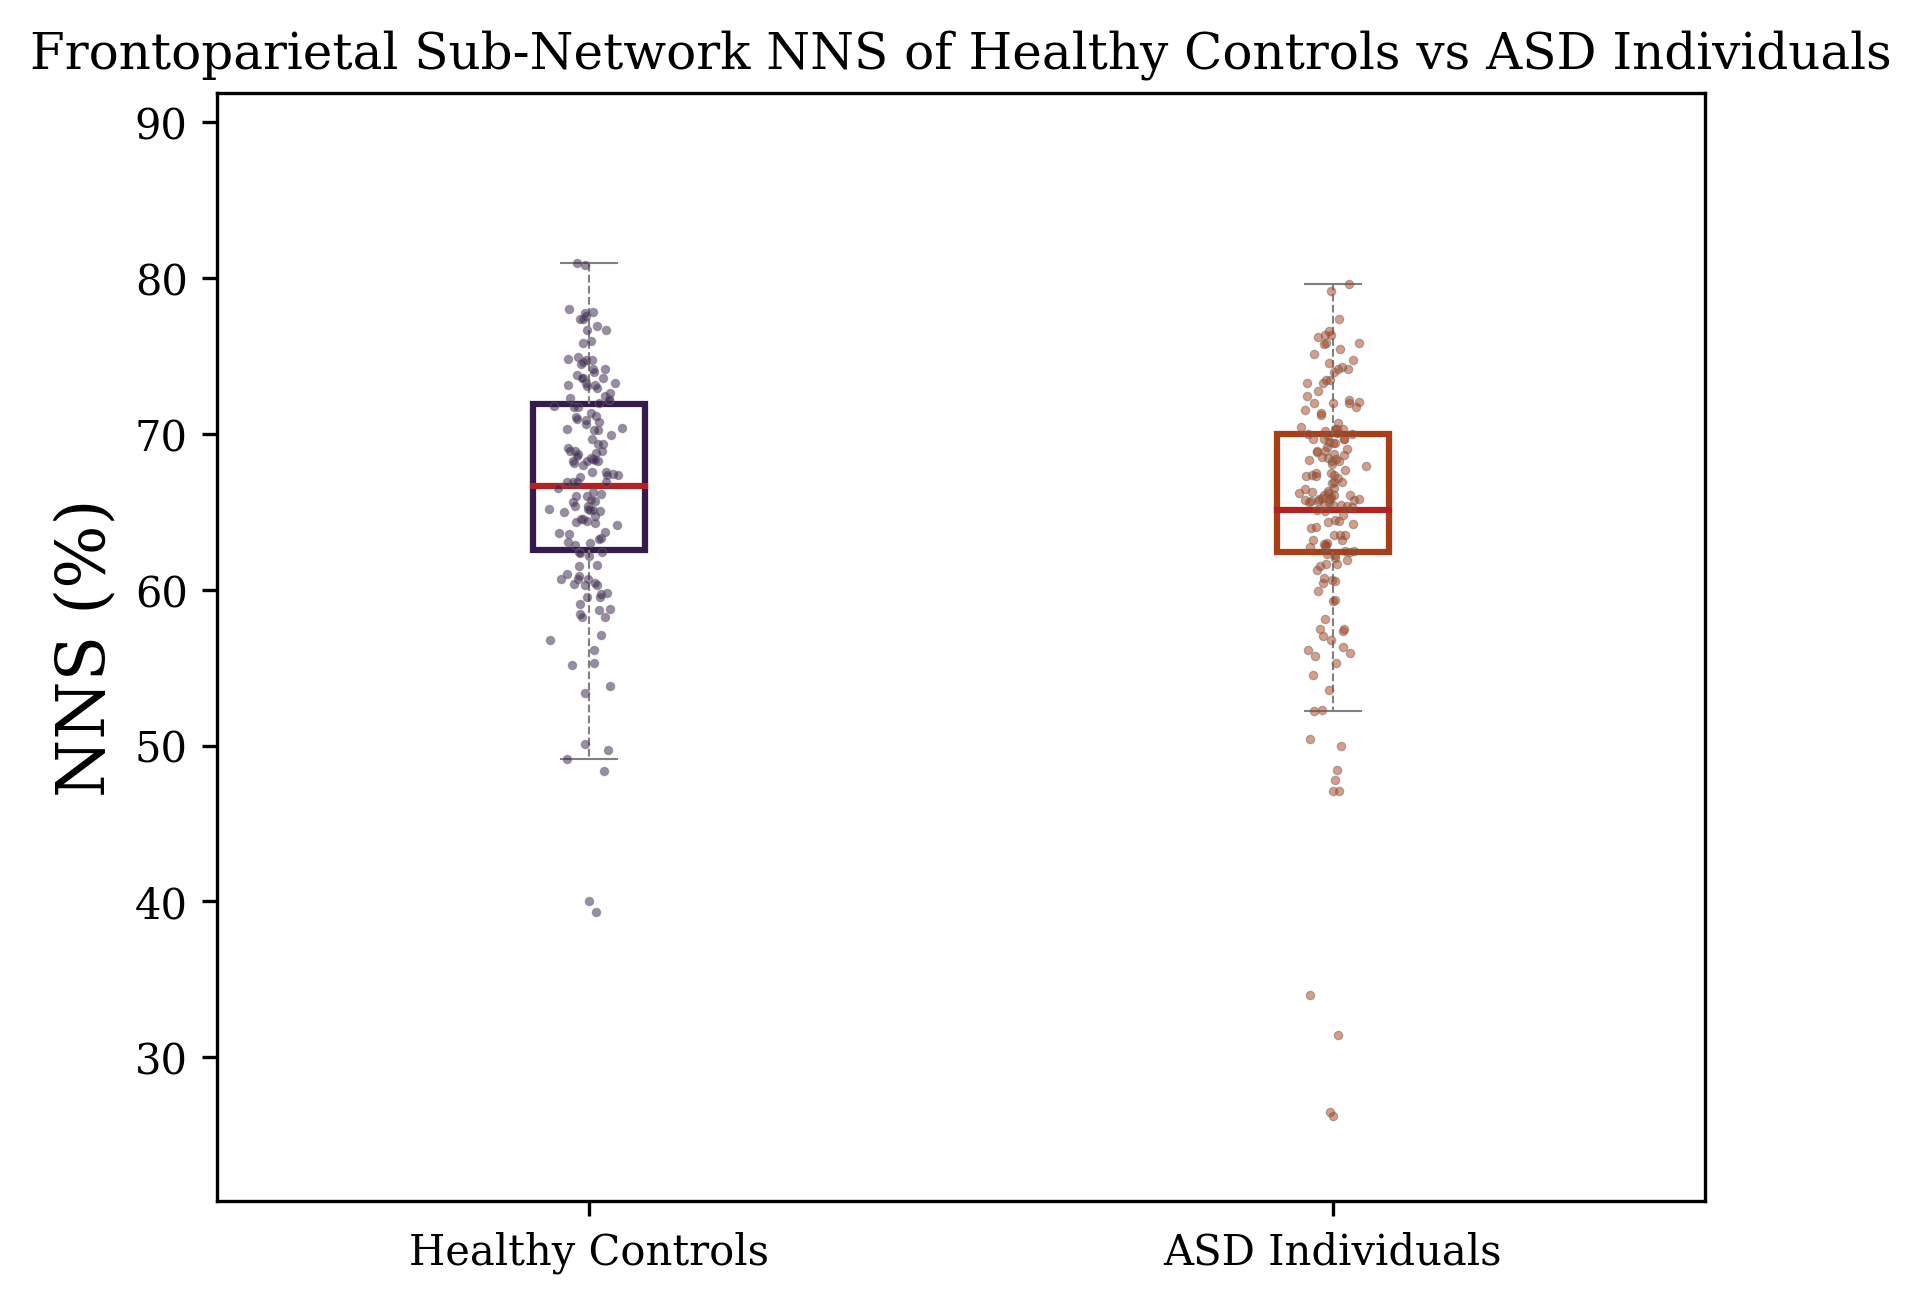 Frontoparietal Sub-Network NNS of Healthy Controls vs ASD Individuals
90
80
70
60
50
40
30
NNS (%)
Healthy Controls
ASD Individuals